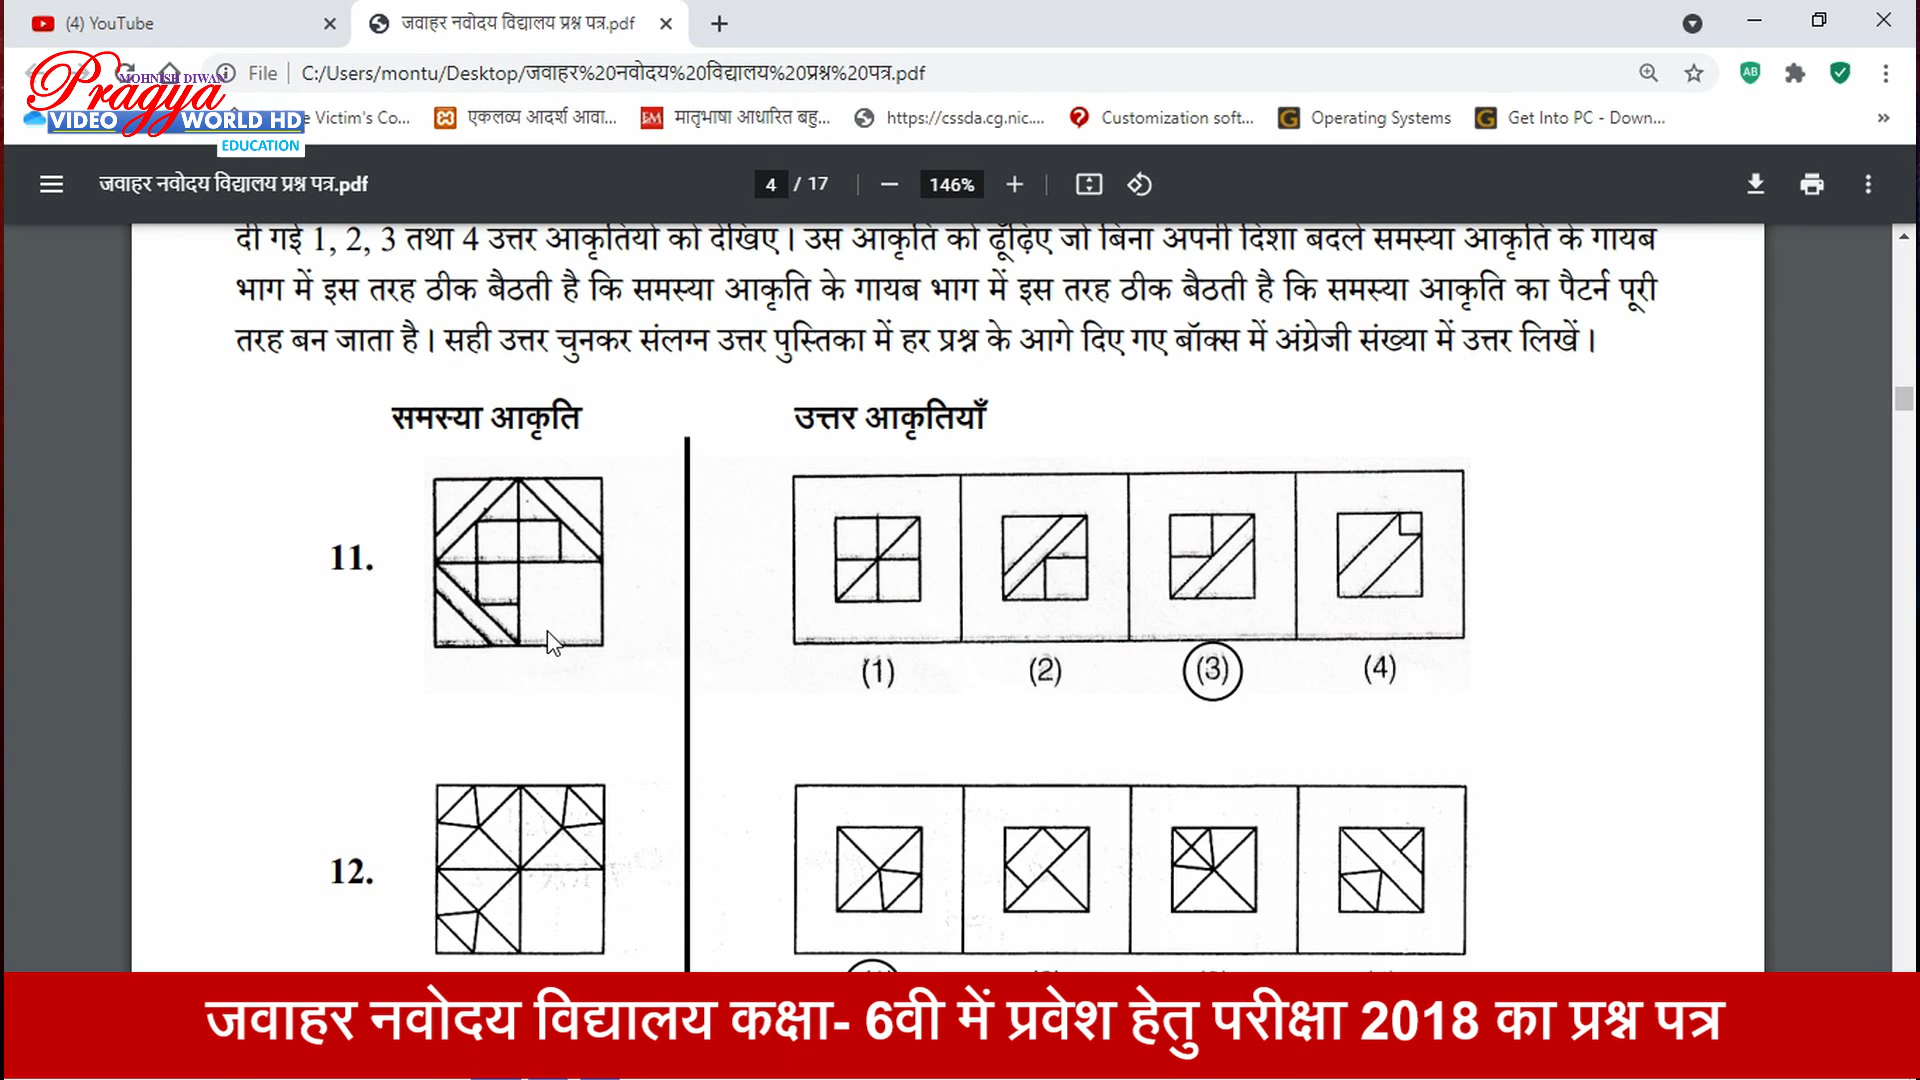 (4) YouTube
जवाहर नवोदय विद्यालय प्रश्न पत्र.pdf
MOHNISH DIWAN
Pragya
VIDEO WORLD HD
EDUCATION
File
C:/Users/montu/Desktop/जवाहर%20नवोदय%20विद्यालय%20प्रश्न%20पत्र.pdf
AB
e Victim's Co...
एकलव्य आदर्श आवा...
मातृभाषा आधारित बहु...
https://cssda.cg.nic....
Customization soft...
Operating Systems
Get Into PC - Down...
»
जवाहर नवोदय विद्यालय प्रश्न पत्र.pdf
4 / 17
146%
दी गई 1, 2, 3 तथा 4 उत्तर आकृतियों को देखिए। उस आकृति को ढूँढ़िए जो बिना अपनी दिशा बदले समस्या आकृति के गायब
भाग में इस तरह ठीक बैठती है कि समस्या आकृति के गायब भाग में इस तरह ठीक बैठती है कि समस्या आकृति का पैटर्न पूरी
तरह बन जाता है। सही उत्तर चुनकर संलग्न उत्तर पुस्तिका में हर प्रश्न के आगे दिए गए बॉक्स में अंग्रेजी संख्या में उत्तर लिखें।
समस्या आकृति
उत्तर आकृतियाँ
11.
(1) (2) (3) (4)
12.
जवाहर नवोदय विद्यालय कक्षा- 6वी में प्रवेश हेतु परीक्षा 2018 का प्रश्न पत्र